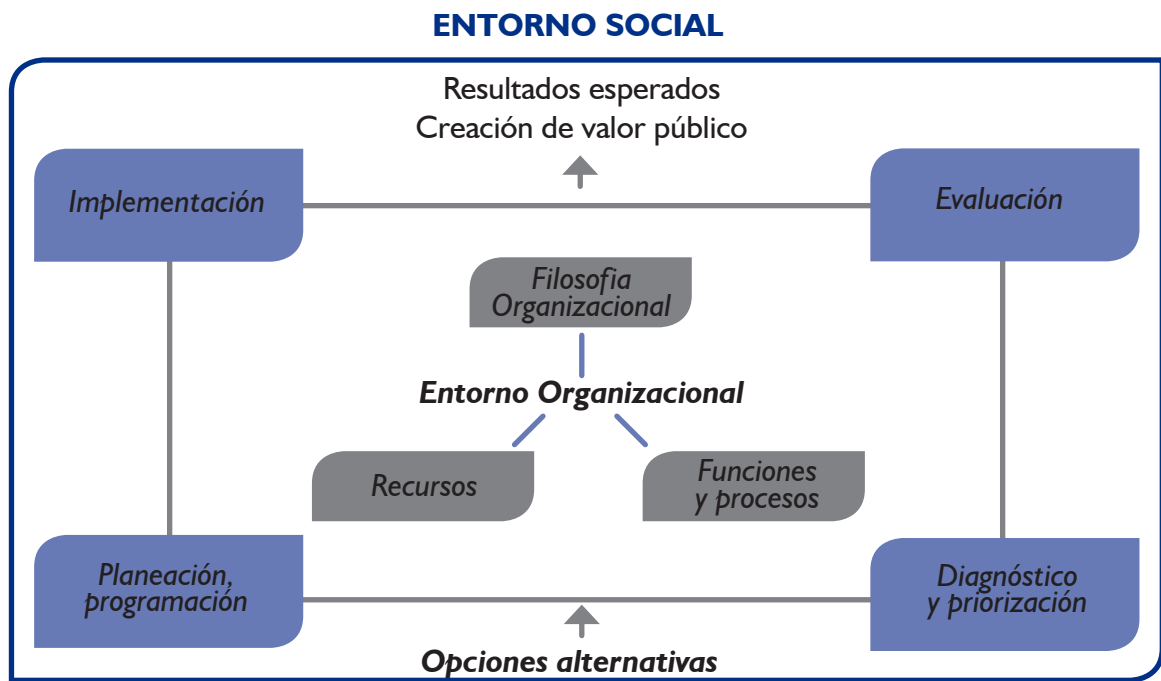 ENTORNO SOCIAL
Resultados esperados
Creación de valor público
Implementación
Evaluación
Filosofia
Organizacional
Entorno Organizacional
Recursos
Funciones
y procesos
Planeación,
programación
Diagnóstico
y priorización
Opciones alternativas